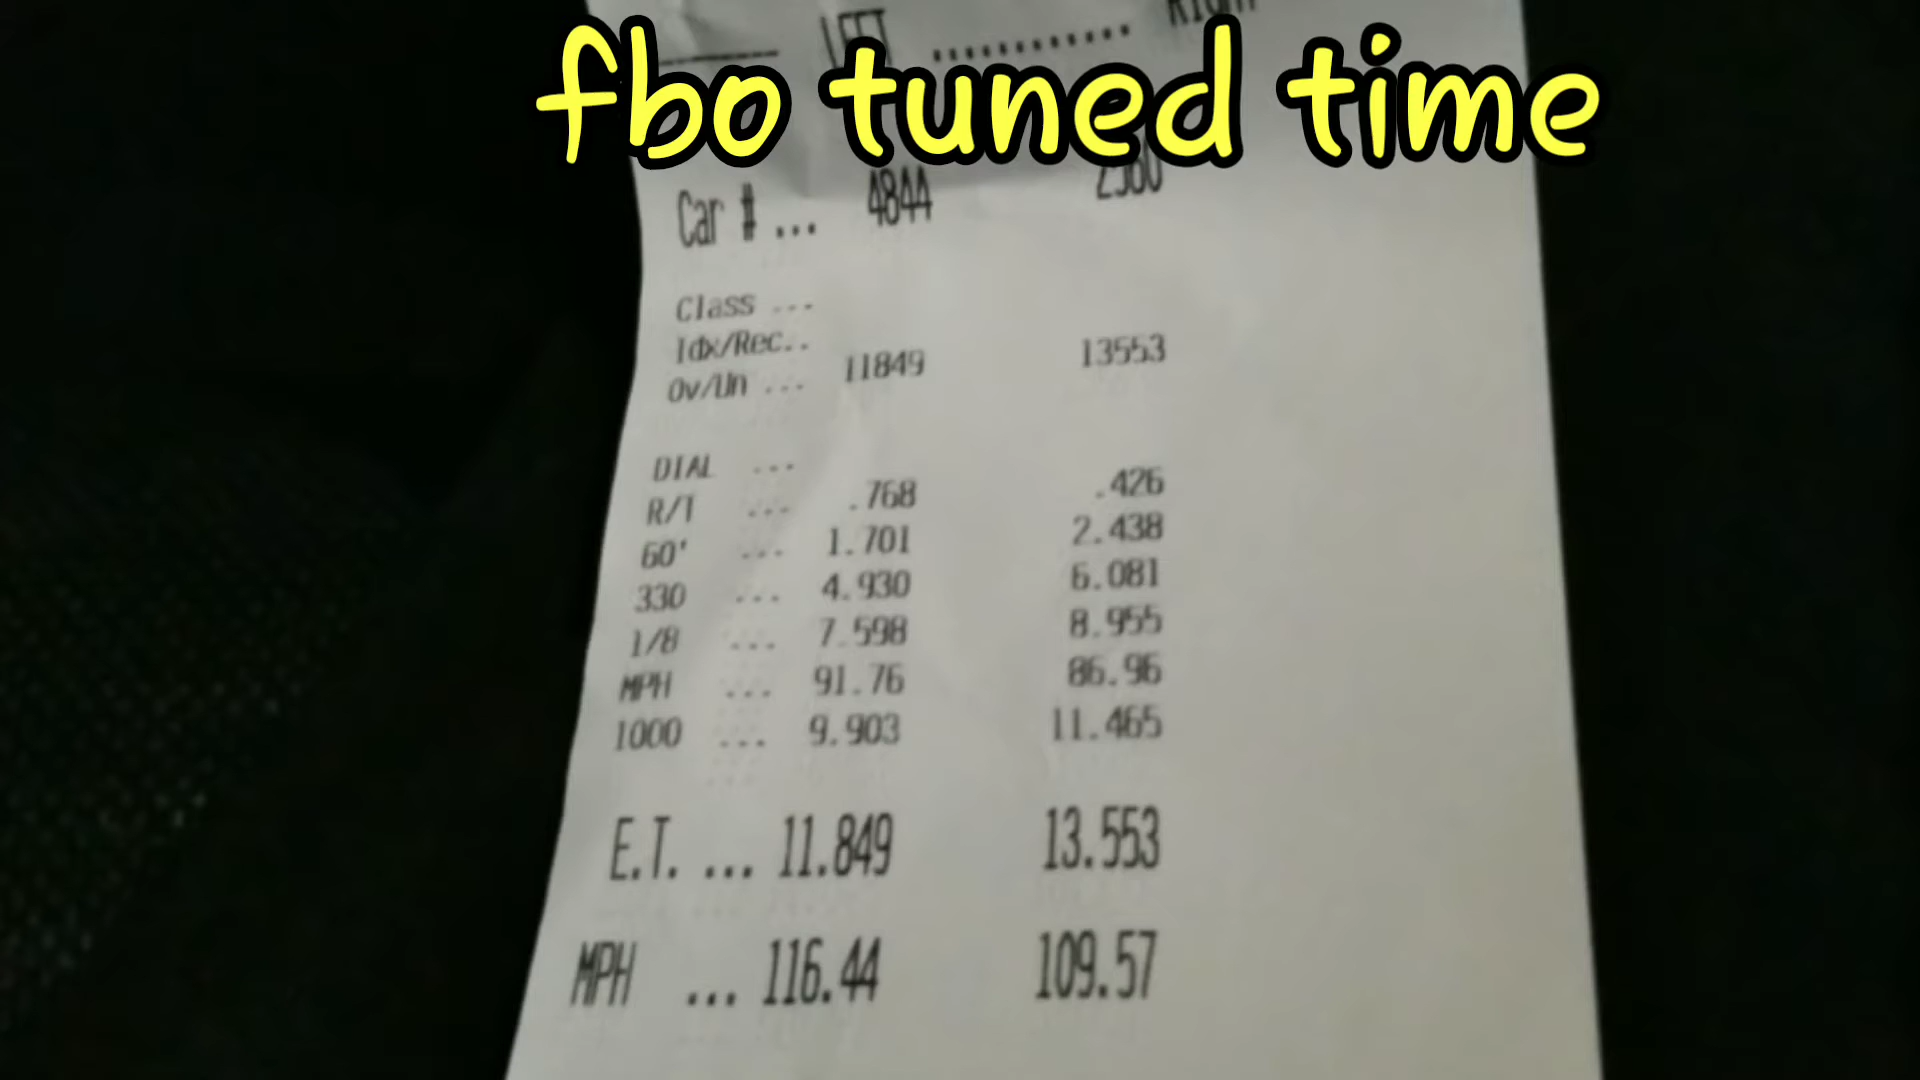 LEFT ............ RIGHT
fbo tuned time
Car # ... 4844 2580
Class ...
Idx/Rec..
Ov/Un ... 11849 13553
DIAL ...
R/T ... .768 .426
60' ... 1.701 2.438
330 ... 4.930 6.081
1/8 ... 7.598 8.955
MPH ... 91.76 86.96
1000 ... 9.903 11.465
E.T. ... 11.849 13.553
MPH ... 116.44 109.57